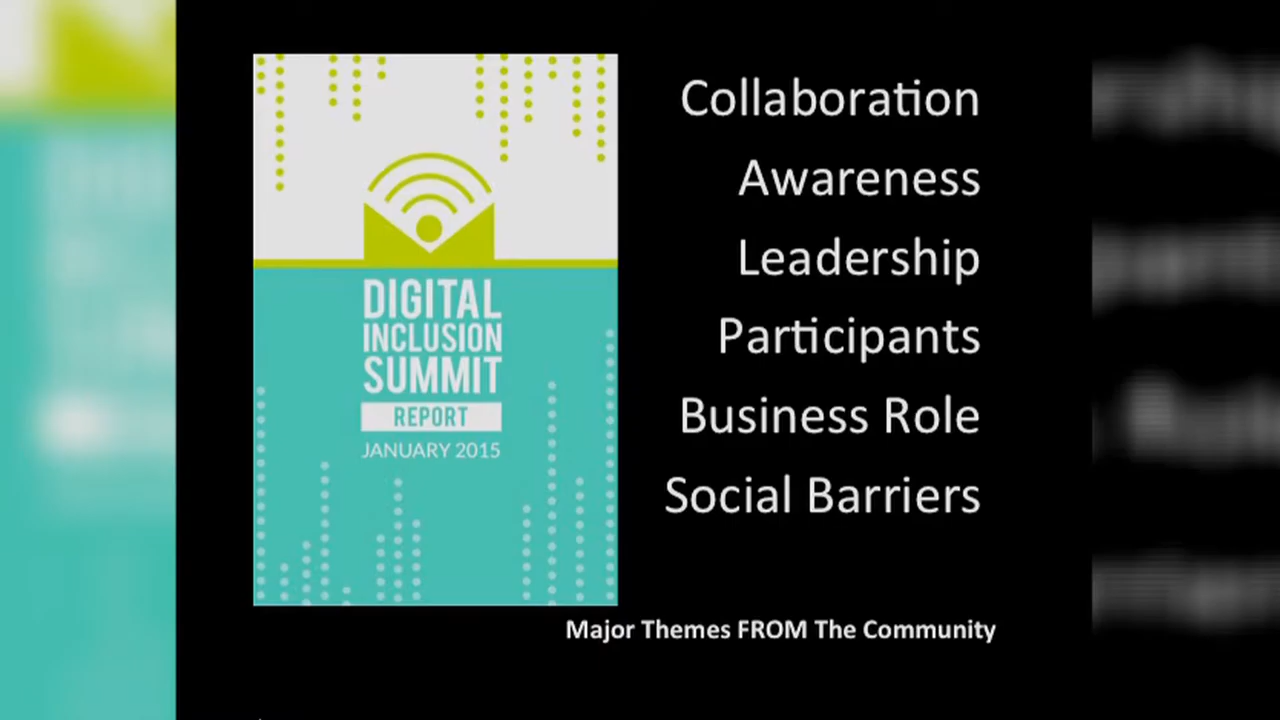 DIGITAL
INCLUSION
SUMMIT
REPORT
JANUARY 2015
Collaboration
Awareness
Leadership
Participants
Business Role
Social Barriers
Major Themes FROM The Community